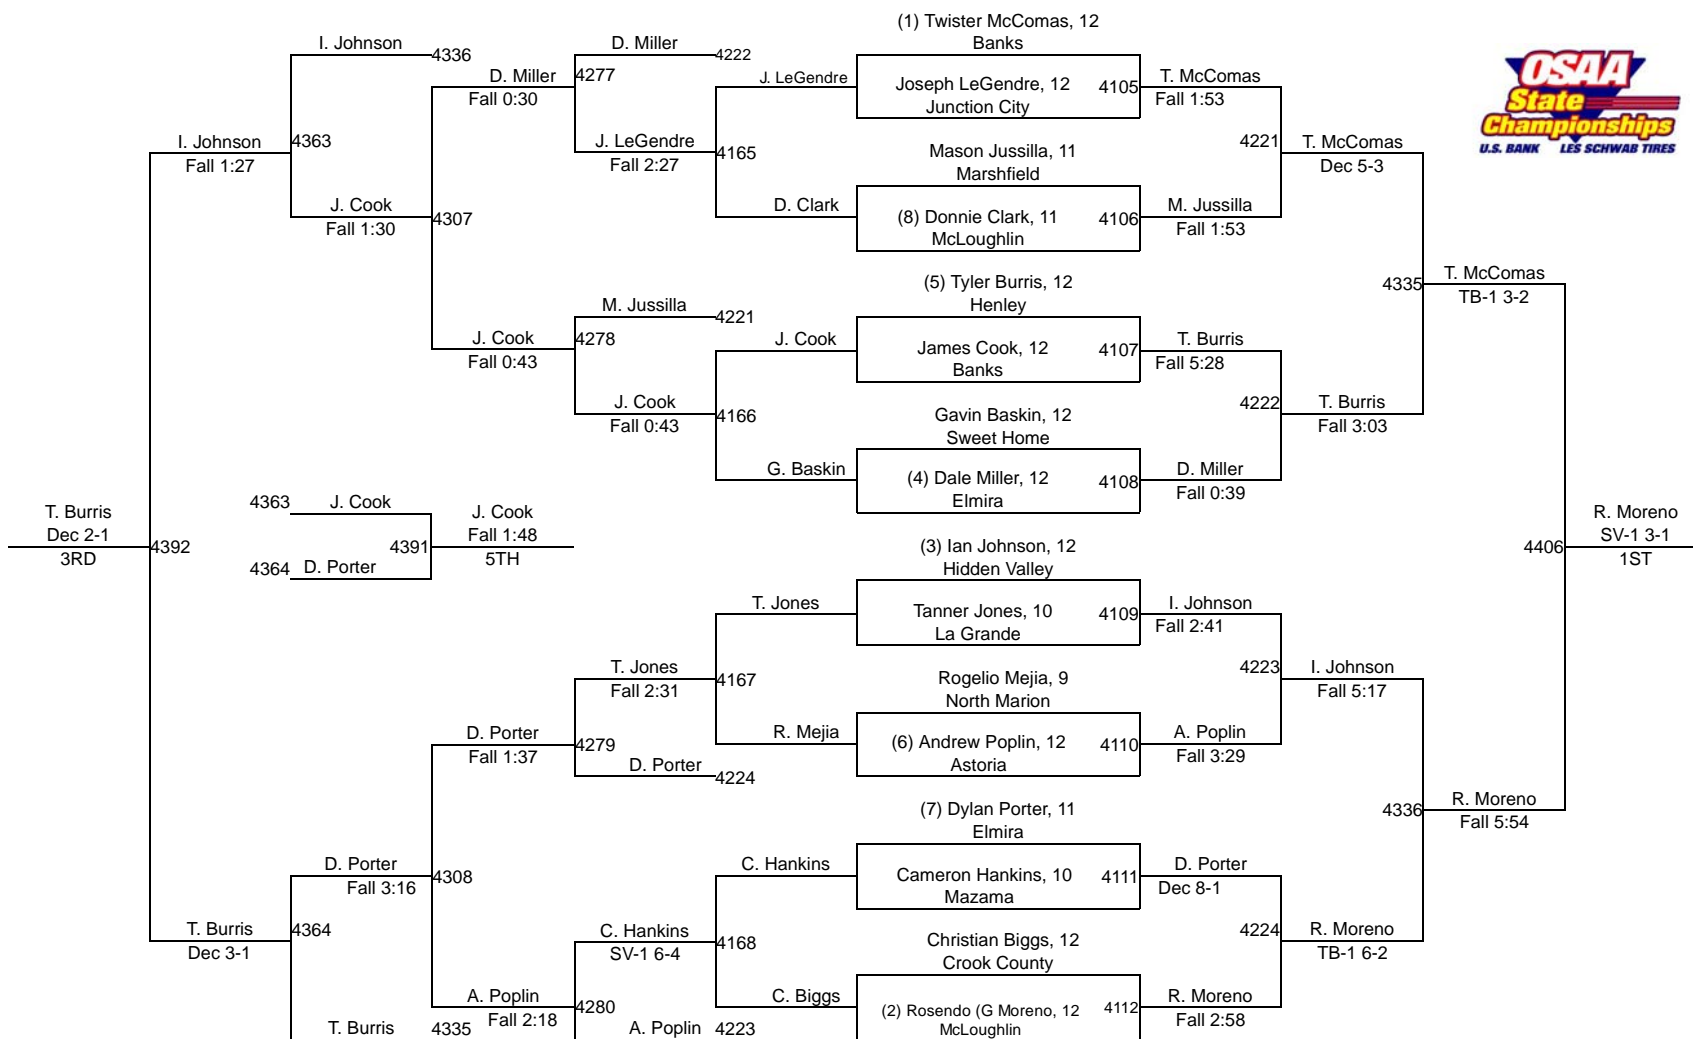 (1) Twister McComas, 12
I. Johnson
D. Miller
Banks
4336
4222
D. Miller
4277
J. LeGendre
Joseph LeGendre, 12
4105
T. McComas
Fall 0:30
Junction City
Fall 1:53
OSAA
State
Championships
U.S. BANK LES SCHWAB TIRES
I. Johnson
4363
J. LeGendre
4165
Mason Jussilla, 11
4221
T. McComas
Fall 1:27
Fall 2:27
Marshfield
Dec 5-3
J. Cook
4307
D. Clark
(8) Donnie Clark, 11
4106
M. Jussilla
Fall 1:30
McLoughlin
Fall 1:53
(5) Tyler Burris, 12
4335
T. McComas
M. Jussilla
Henley
TB-1 3-2
4221
J. Cook
4278
J. Cook
James Cook, 12
4107
T. Burris
Fall 0:43
Banks
Fall 5:28
J. Cook
4166
Gavin Baskin, 12
4222
T. Burris
Fall 0:43
Sweet Home
Fall 3:03
G. Baskin
(4) Dale Miller, 12
4108
D. Miller
Elmira
Fall 0:39
4363
J. Cook
T. Burris
J. Cook
R. Moreno
Dec 2-1
Fall 1:48
SV-1 3-1
4392
4391
(3) Ian Johnson, 12
4406
3RD
4364
D. Porter
5TH
Hidden Valley
1ST
T. Jones
Tanner Jones, 10
4109
I. Johnson
La Grande
Fall 2:41
T. Jones
4167
Rogelio Mejia, 9
4223
I. Johnson
Fall 2:31
North Marion
Fall 5:17
D. Porter
4279
R. Mejia
(6) Andrew Poplin, 12
4110
A. Poplin
Fall 1:37
D. Porter
4224
Astoria
Fall 3:29
(7) Dylan Porter, 11
4336
R. Moreno
Elmira
Fall 5:54
D. Porter
4308
C. Hankins
Cameron Hankins, 10
4111
D. Porter
Fall 3:16
Mazama
Dec 8-1
T. Burris
4364
C. Hankins
4168
Christian Biggs, 12
4224
R. Moreno
Dec 3-1
SV-1 6-4
Crook County
TB-1 6-2
A. Poplin
4280
C. Biggs
(2) Rosendo (G Moreno, 12
4112
R. Moreno
T. Burris
4335
Fall 2:18
A. Poplin
4223
McLoughlin
Fall 2:58